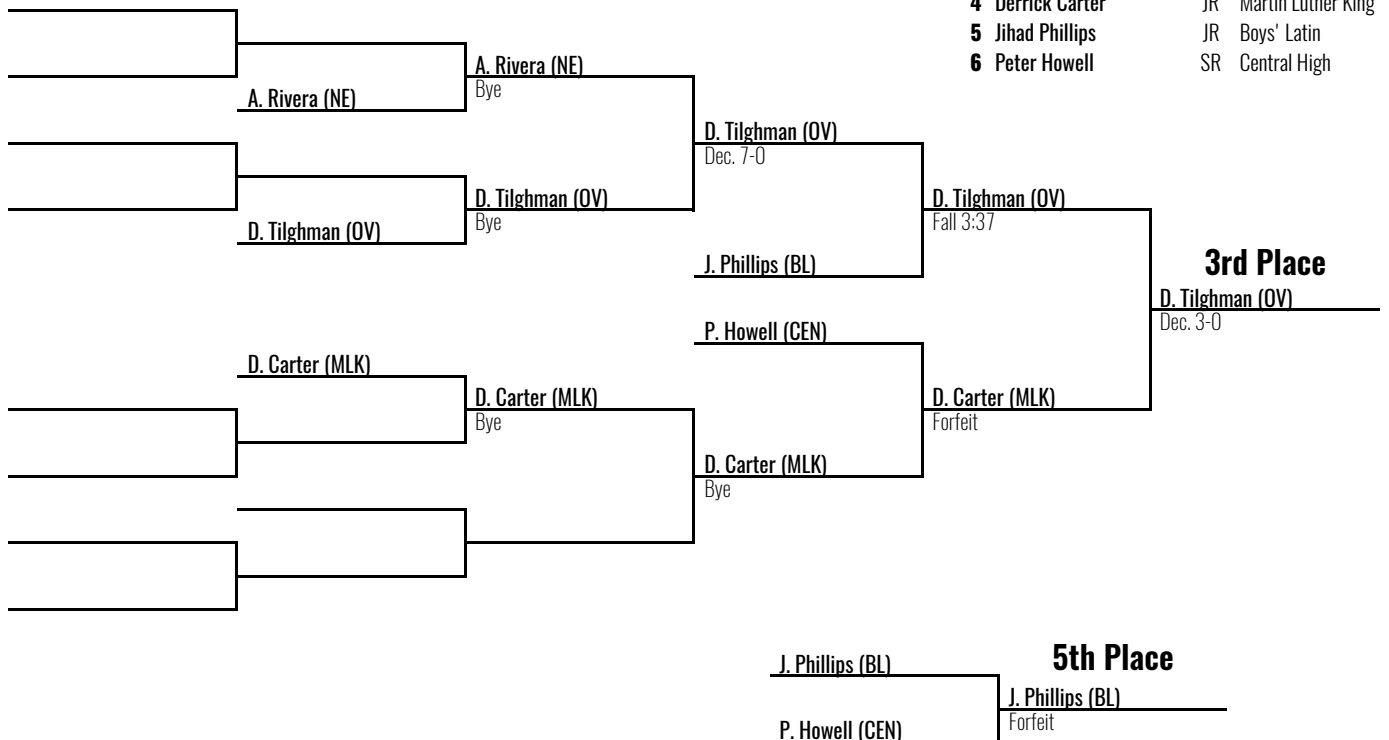 4 Derrick Carter JR Martin Luther King
5 Jihad Phillips JR Boys' Latin
6 Peter Howell SR Central High
A. Rivera (NE)
Bye
A. Rivera (NE)
D. Tilghman (OV)
Dec. 7-0
D. Tilghman (OV)
Bye
D. Tilghman (OV)
D. Tilghman (OV)
Fall 3:37
J. Phillips (BL)
3rd Place
D. Tilghman (OV)
Dec. 3-0
P. Howell (CEN)
D. Carter (MLK)
D. Carter (MLK)
Bye
D. Carter (MLK)
Forfeit
D. Carter (MLK)
Bye
5th Place
J. Phillips (BL)
J. Phillips (BL)
Forfeit
P. Howell (CEN)